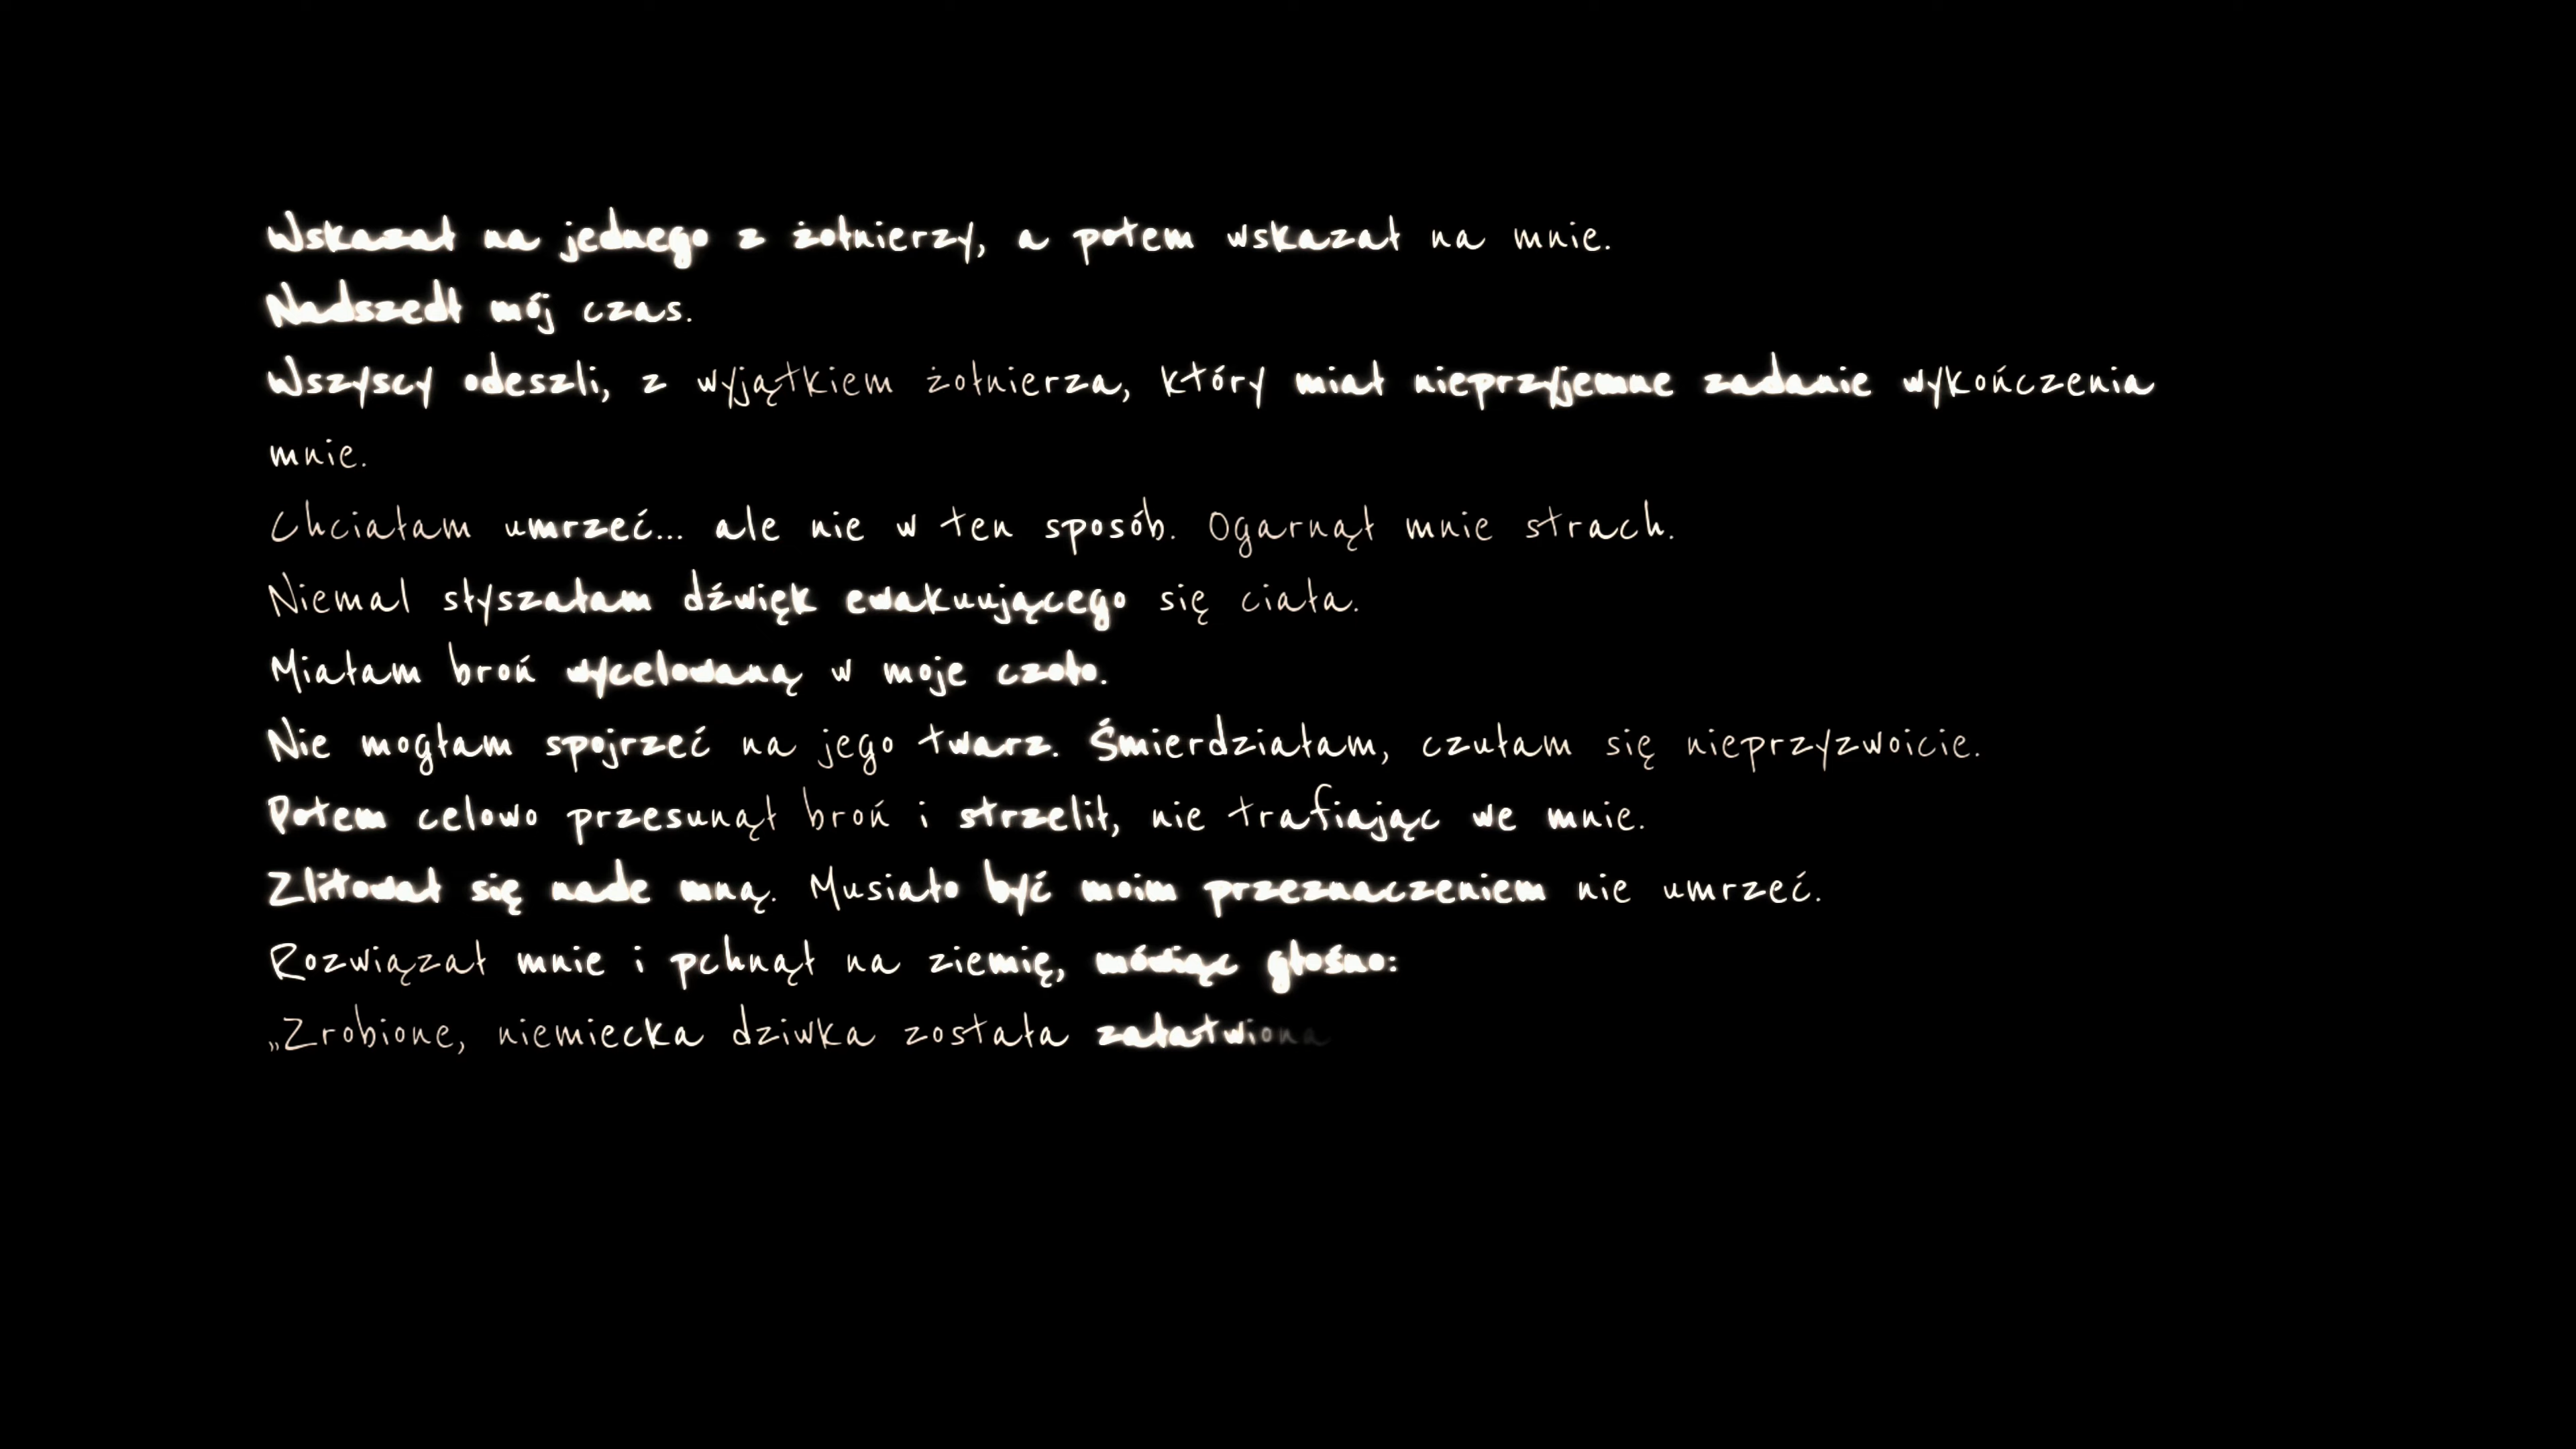 Wskazał na jednego z żołnierzy, a potem wskazał na mnie.
Nadszedł mój czas.
Wszyscy odeszli, z wyjątkiem żołnierza, który miał nieprzyjemne zadanie wykończenia
mnie.
Chciałam umrzeć... ale nie w ten sposób. Ogarnął mnie strach.
Niemal słyszałam dźwięk ewakuującego się ciała.
Miałam broń wycelowaną w moje czoło.
Nie mogłam spojrzeć na jego twarz. Śmierdziałam, czułam się nieprzyzwoicie.
Potem celowo przesunął broń i strzelił, nie trafiając we mnie.
Zlitował się nade mną. Musiało być moim przeznaczeniem nie umrzeć.
Rozwiązał mnie i pchnął na ziemię, mówiąc głośno:
„Zrobione, niemiecka dziwka została załatwiona